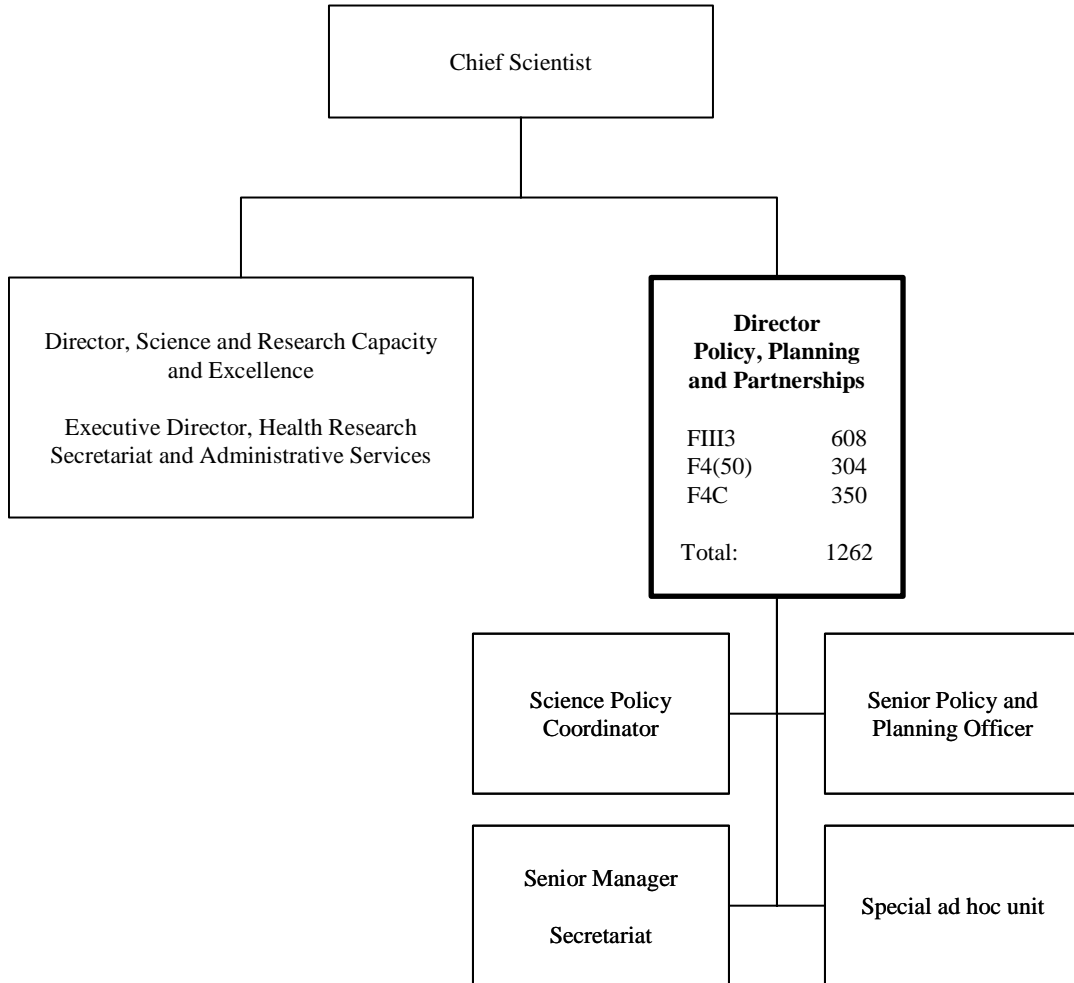 Chief Scientist
Director, Science and Research Capacity
and Excellence
Executive Director, Health Research
Secretariat and Administrative Services
Director
Policy, Planning
and Partnerships
FIII3 608
F4(50) 304
F4C 350
Total: 1262
Science Policy
Coordinator
Senior Policy and
Planning Officer
Senior Manager
Secretariat
Special ad hoc unit